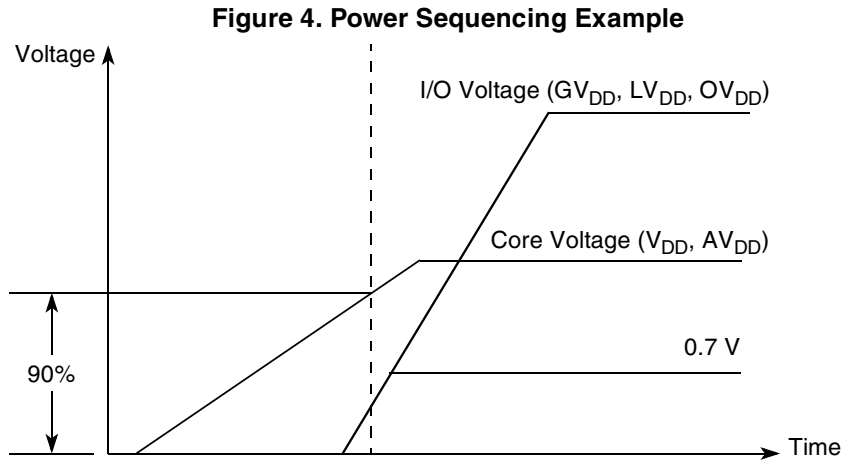 Figure 4. Power Sequencing Example
Voltage
I/O Voltage (GVDD, LVDD, OVDD)
Core Voltage (VDD, AVDD)
0.7 V
90%
Time